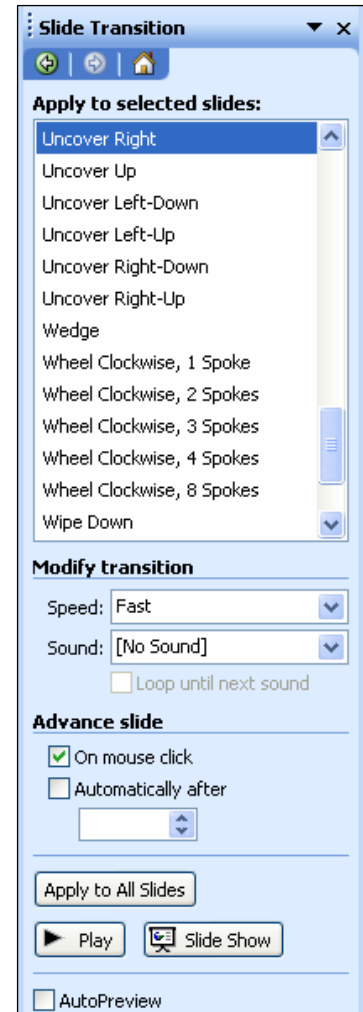 Slide Transition
Apply to selected slides:
Uncover Right
Uncover Up
Uncover Left-Down
Uncover Left-Up
Uncover Right-Down
Uncover Right-Up
Wedge
Wheel Clockwise, 1 Spoke
Wheel Clockwise, 2 Spokes
Wheel Clockwise, 3 Spokes
Wheel Clockwise, 4 Spokes
Wheel Clockwise, 8 Spokes
Wipe Down
Modify transition
Speed: Fast
Sound: [No Sound]
Loop until next sound
Advance slide
On mouse click
Automatically after
Apply to All Slides
Play Slide Show
AutoPreview